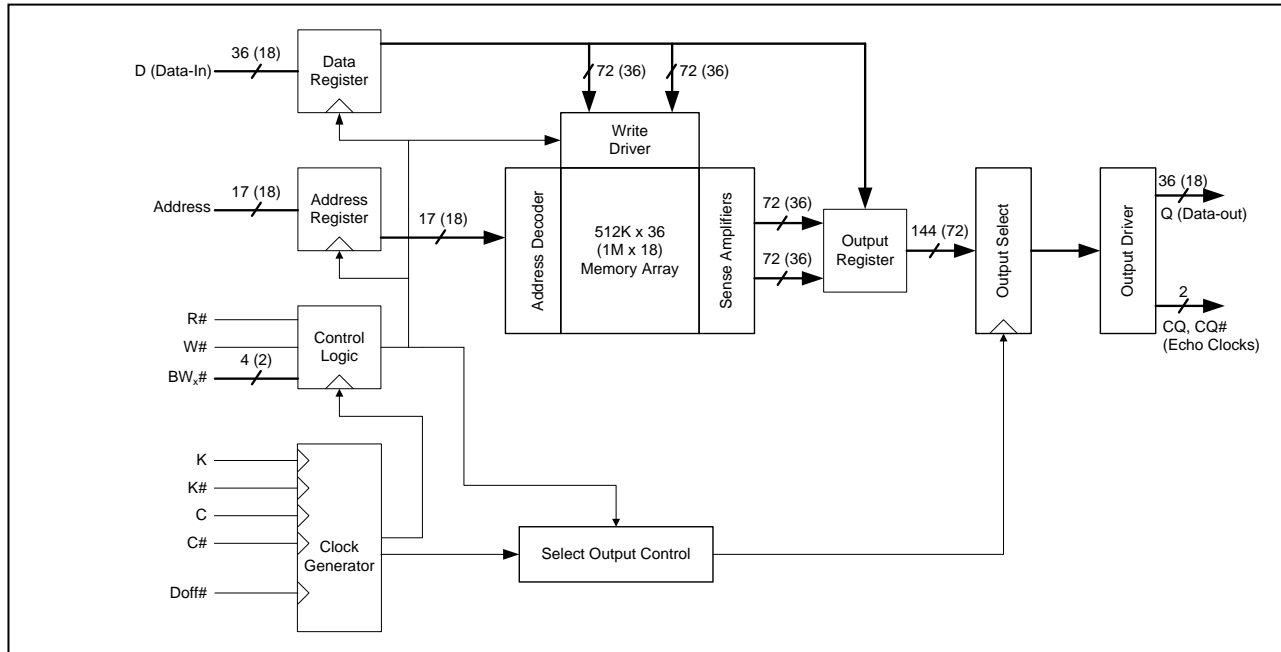 36 (18)
D (Data-In)
Data
Register
72 (36)
72 (36)
Write
Driver
17 (18)
Address
Address
Register
17 (18)
Address Decoder
512K x 36
(1M x 18)
Memory Array
Sense Amplifiers
72 (36)
72 (36)
Output
Register
144 (72)
Output Select
Output Driver
36 (18)
Q (Data-out)
2
CQ, CQ#
(Echo Clocks)
R#
W#
4 (2)
BWx#
Control
Logic
K
K#
C
C#
Doff#
Clock
Generator
Select Output Control